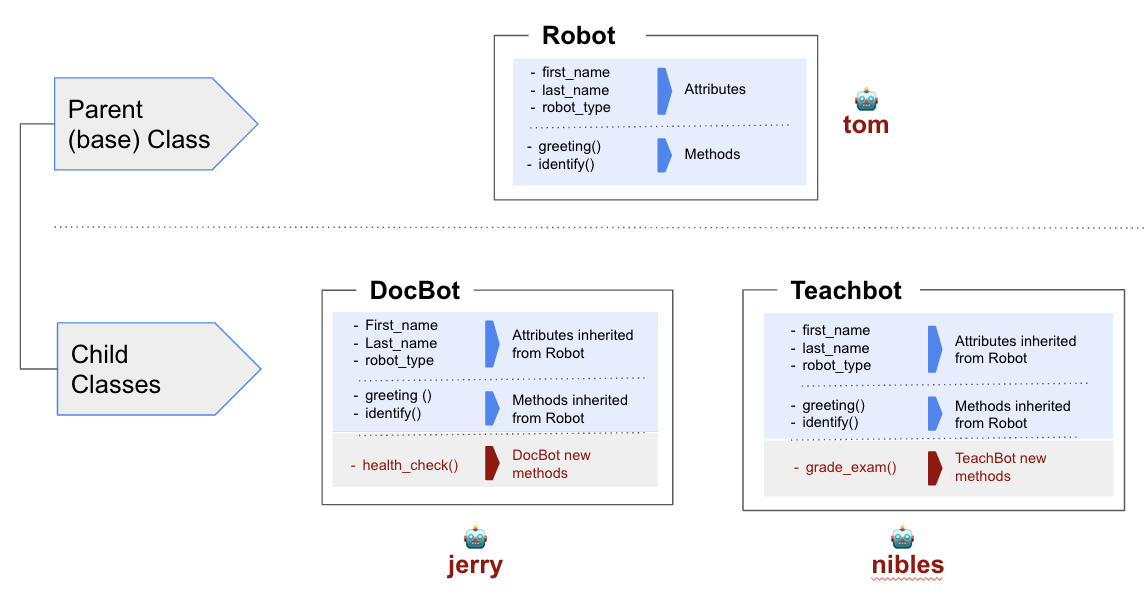 Robot
Parent
(base) Class
- first_name
- last_name
- robot_type
Attributes
- greeting()
- identify()
Methods
tom
Child
Classes
DocBot
- First_name
- Last_name
- robot_type
Attributes inherited
from Robot
- greeting ()
- identify()
Methods inherited
from Robot
- health_check()
DocBot new
methods
jerry
Teachbot
- first_name
- last_name
- robot_type
Attributes inherited
from Robot
- greeting()
- identify()
Methods inherited
from Robot
- grade_exam()
TeachBot new
methods
nibles